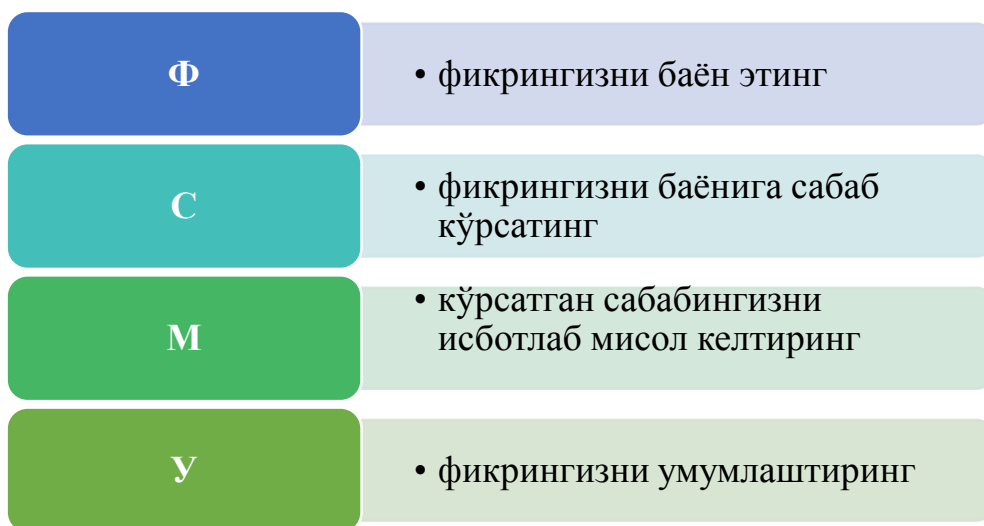 Ф
• фикрингизни баён этинг
С
• фикрингизни баёнига сабаб
кўрсатинг
М
• кўрсатган сабабингизни
исботлаб мисол келтиринг
У
• фикрингизни умумлаштиринг